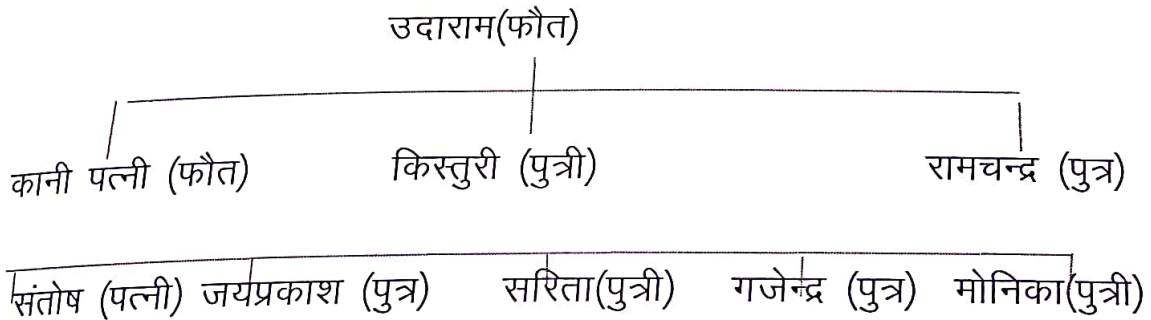 उदाराम(फौत)
कानी पत्नी (फौत) किस्तुरी (पुत्री) रामचन्द्र (पुत्र)
संतोष (पत्नी) जयप्रकाश (पुत्र) सरिता(पुत्री) गजेन्द्र (पुत्र) मोनिका(पुत्री)